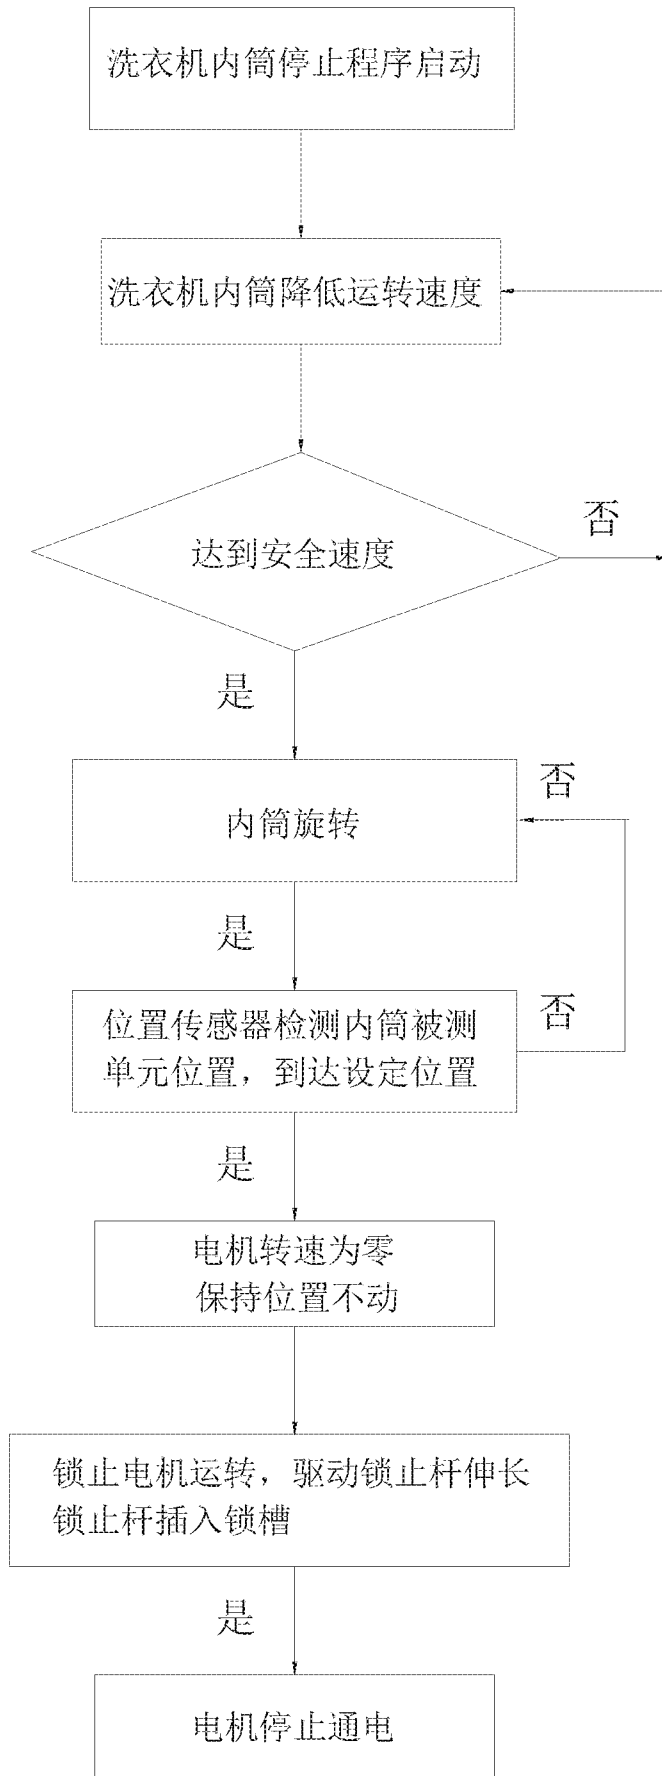 洗衣机内筒停止程序启动
洗衣机内筒降低运转速度
达到安全速度
否
是
内筒旋转
否
是
位置传感器检测内筒被测
单元位置，到达设定位置
否
是
电机转速为零
保持位置不动
锁止电机运转，驱动锁止杆伸长
锁止杆插入锁槽
是
电机停止通电